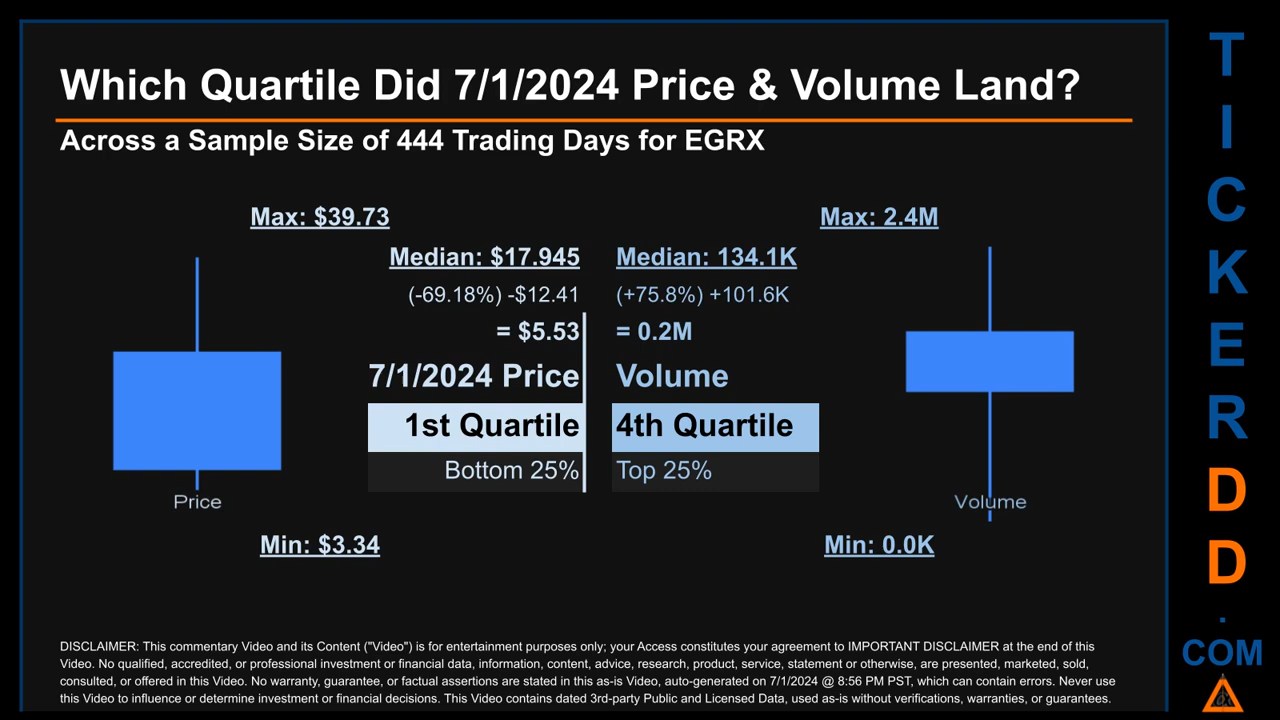 Which Quartile Did 7/1/2024 Price & Volume Land?
Across a Sample Size of 444 Trading Days for EGRX
Max: $39.73
Median: $17.945
(-69.18%) -$12.41
= $5.53
7/1/2024 Price
1st Quartile
Bottom 25%
Price
Min: $3.34
Max: 2.4M
Median: 134.1K
(+75.8%) +101.6K
= 0.2M
Volume
4th Quartile
Top 25%
Volume
Min: 0.0K
DISCLAIMER: This commentary Video and its Content ("Video") is for entertainment purposes only; your Access constitutes your agreement to IMPORTANT DISCLAIMER at the end of this
Video. No qualified, accredited, or professional investment or financial data, information, content, advice, research, product, service, statement or otherwise, are presented, marketed, sold,
consulted, or offered in this Video. No warranty, guarantee, or factual assertions are stated in this as-is Video, auto-generated on 7/1/2024 @ 8:56 PM PST, which can contain errors. Never use
this Video to influence or determine investment or financial decisions. This Video contains dated 3rd-party Public and Licensed Data, used as-is without verifications, warranties, or guarantees.
T
I
C
K
E
R
D
D
.
COM